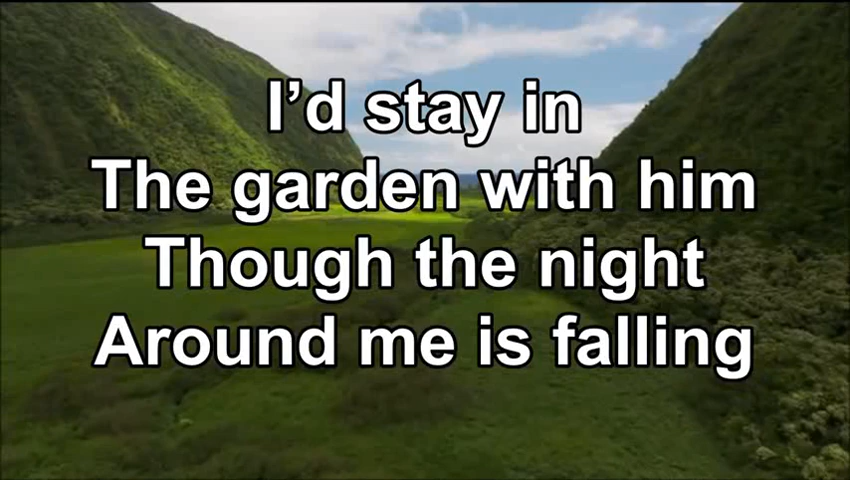 I’d stay in
The garden with him
Though the night
Around me is falling